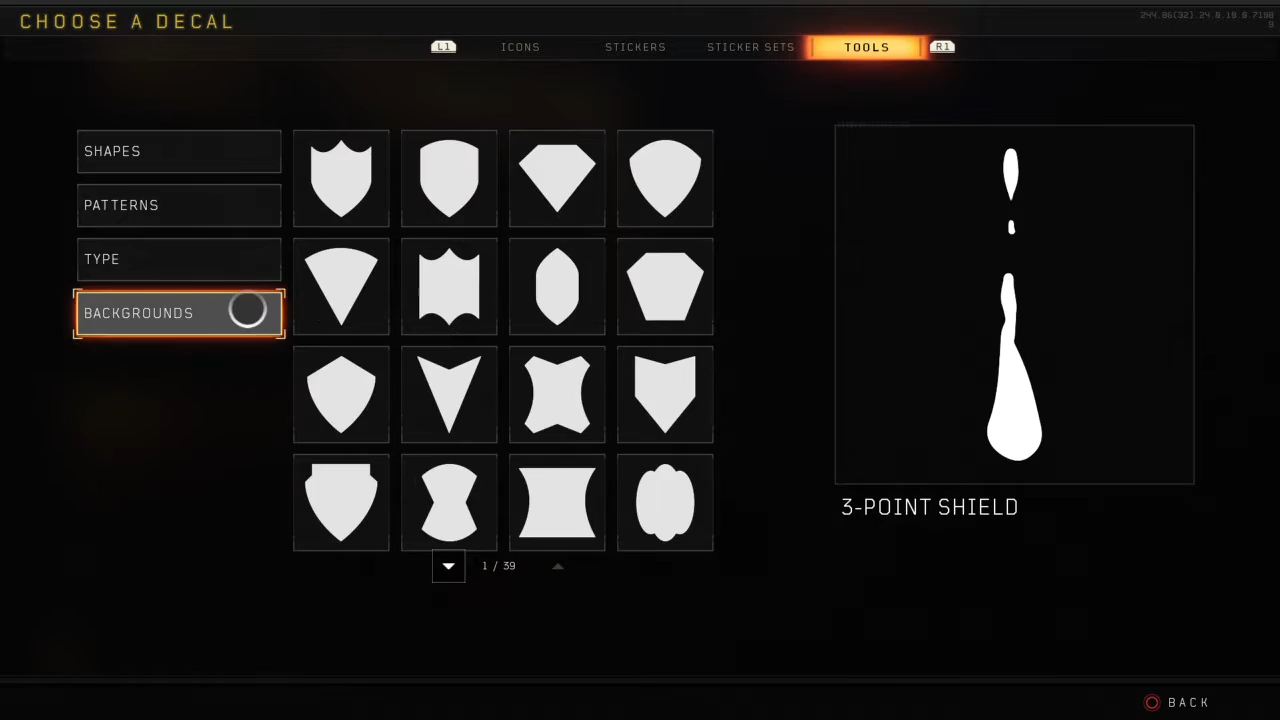 CHOOSE A DECAL
L1 ICONS STICKERS STICKER SETS TOOLS R1
SHAPES
PATTERNS
TYPE
BACKGROUNDS
3-POINT SHIELD
1 / 39
BACK